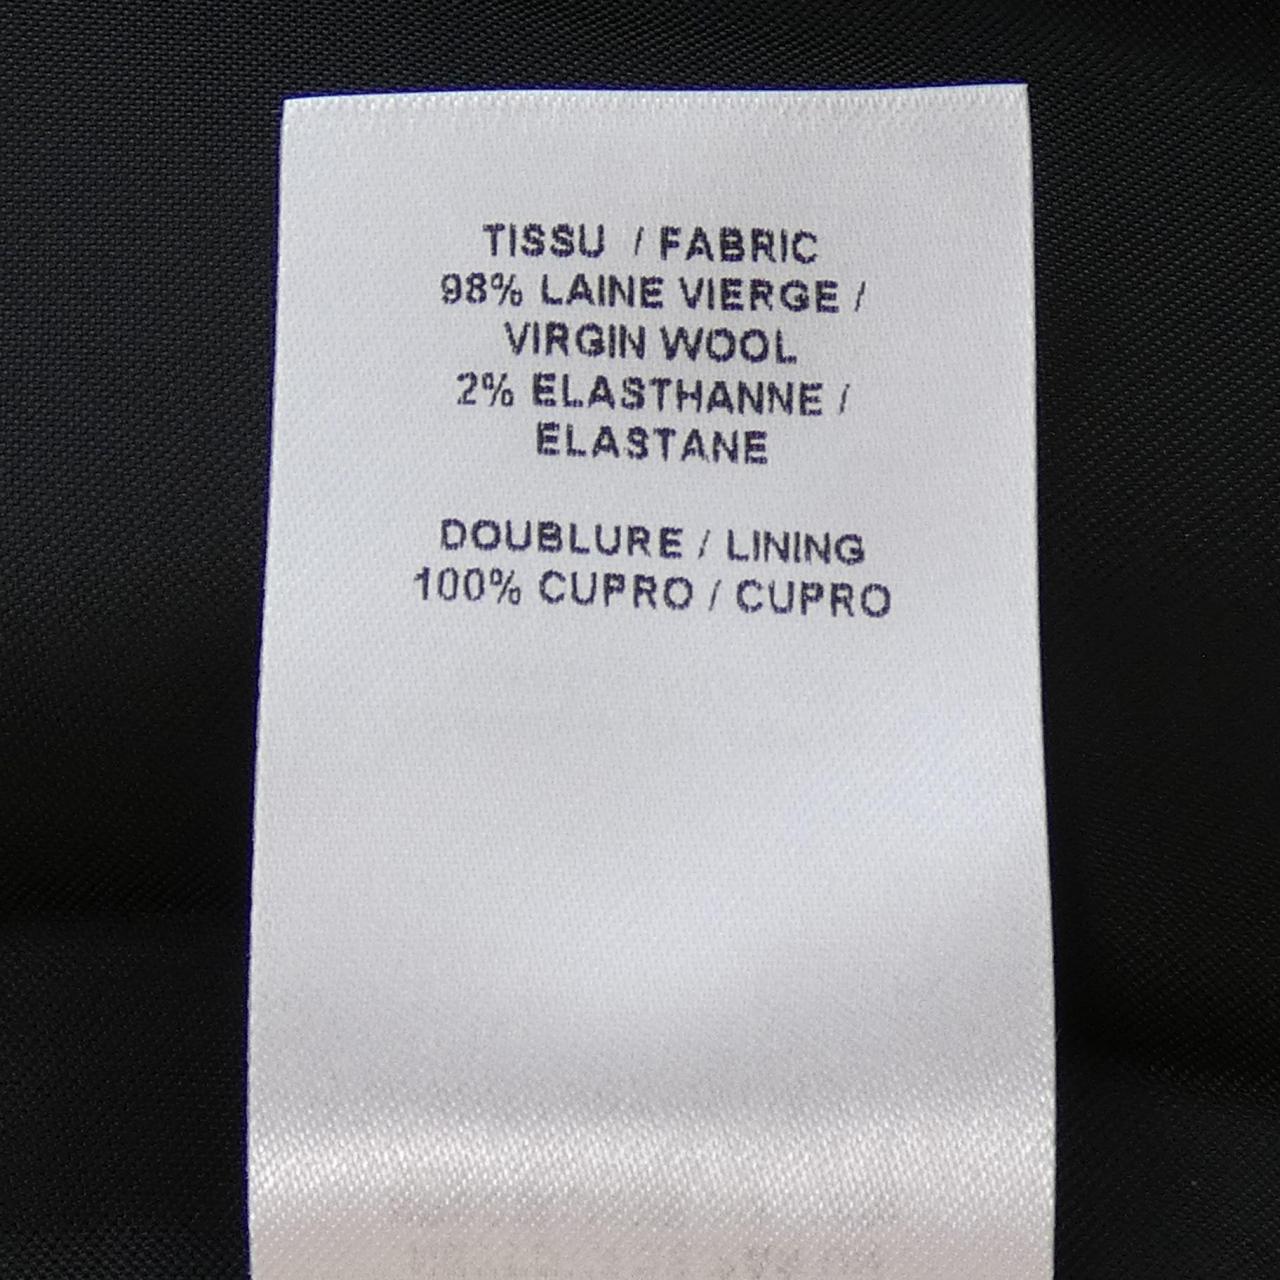 TISSU / FABRIC
98% LAINE VIERGE /
VIRGIN WOOL
2% ELASTHANNE /
ELASTANE
DOUBLURE / LINING
100% CUPRO / CUPRO